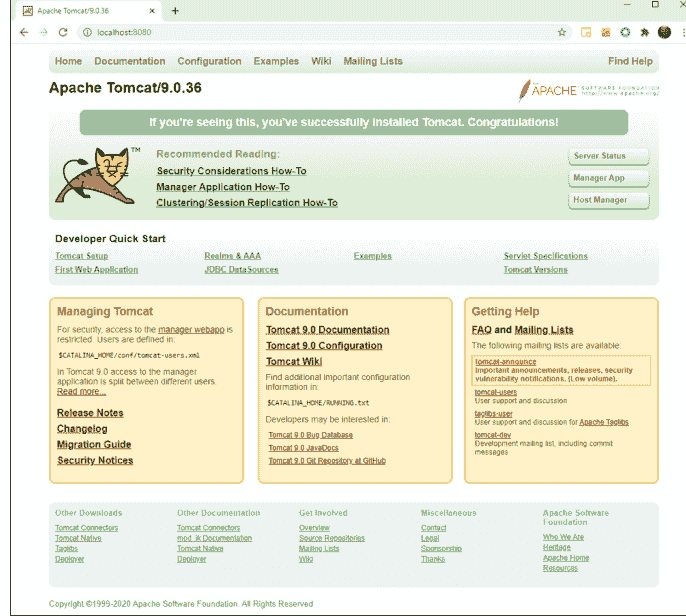 Apache Tomcat/9.0.36
localhost:8080
Home Documentation Configuration Examples Wiki Mailing Lists Find Help
Apache Tomcat/9.0.36
THE
APACHE SOFTWARE FOUNDATION
http://www.apache.org/
If you're seeing this, you've successfully installed Tomcat. Congratulations!
TM
Recommended Reading:
Security Considerations How-To
Manager Application How-To
Clustering/Session Replication How-To
Server Status
Manager App
Host Manager
Developer Quick Start
Tomcat Setup
First Web Application
Realms & AAA
JDBC DataSources
Examples
Servlet Specifications
Tomcat Versions
Managing Tomcat
For security, access to the manager webapp is
restricted. Users are defined in:
$CATALINA_HOME/conf/tomcat-users.xml
In Tomcat 9.0 access to the manager
application is split between different users.
Read more...
Release Notes
Changelog
Migration Guide
Security Notices
Documentation
Tomcat 9.0 Documentation
Tomcat 9.0 Configuration
Tomcat Wiki
Find additional important configuration
information in:
$CATALINA_HOME/RUNNING.txt
Developers may be interested in:
Tomcat 9.0 Bug Database
Tomcat 9.0 JavaDocs
Tomcat 9.0 Git Repository at GitHub
Getting Help
FAQ and Mailing Lists
The following mailing lists are available:
tomcat-announce
Important announcements, releases, security
vulnerability notifications. (Low volume).
tomcat-users
User support and discussion
taglibs-user
User support and discussion for Apache Taglibs
tomcat-dev
Development mailing list, including commit
messages
Other Downloads
Tomcat Connectors
Tomcat Native
Taglibs
Deployer
Other Documentation
Tomcat Connectors
mod_jk Documentation
Tomcat Native
Deployer
Get Involved
Overview
Source Repositories
Mailing Lists
Wiki
Miscellaneous
Contact
Legal
Sponsorship
Thanks
Apache Software
Foundation
Who We Are
Heritage
Apache Home
Resources
Copyright ©1999-2020 Apache Software Foundation. All Rights Reserved